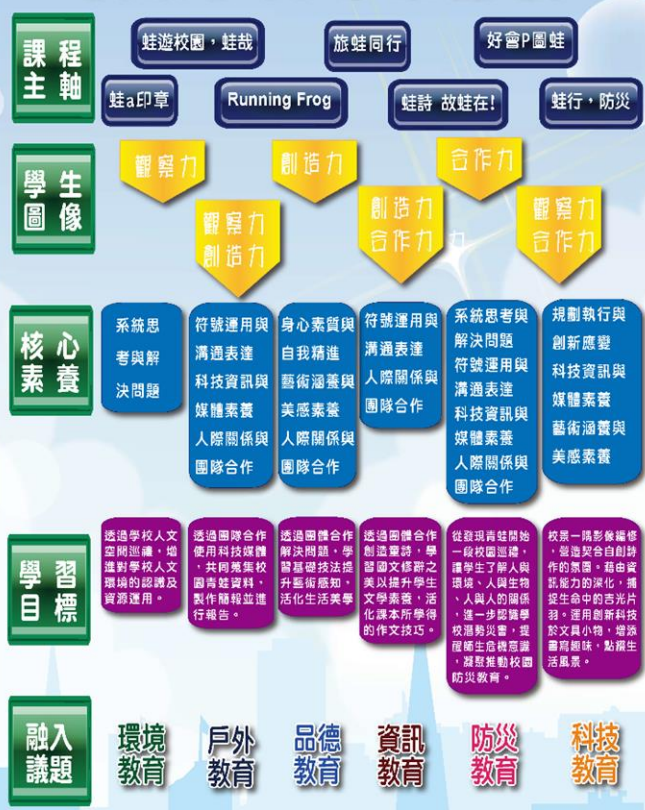 課程
主軸
蛙遊校園，蛙哉
旅蛙同行
好會P圖蛙
蛙a印章
Running Frog
蛙詩 故蛙在!
蛙行，防災
學生
圖像
觀察力
創造力
合作力
觀察力
創造力
創造力
合作力
力
觀察力
合作力
核心
素養
系統思
考與解
決問題
符號運用與
溝通表達
科技資訊與
媒體素養
人際關係與
團隊合作
身心素質與
自我精進
藝術涵養與
美感素養
人際關係與
團隊合作
符號運用與
溝通表達
人際關係與
團隊合作
系統思考與
解決問題
符號運用與
溝通表達
科技資訊與
媒體素養
人際關係與
團隊合作
規劃執行與
創新應變
科技資訊與
媒體素養
藝術涵養與
美感素養
學習
目標
透過學校人文
空間巡禮，增
進對學校人文
環境的認識及
資源運用。
透過團隊合作
使用科技媒體
，共同蒐集校
園青蛙資料，
製作簡報並進
行報告。
透過團體合作
解決問題，學
習基礎技法提
升藝術感知，
活化生活美學
透過團體合作
創造童詩，學
習國文修辭之
美以提升學生
文學素養，活
化課本所學得
的作文技巧。
從發現青蛙開始
一段校園巡禮，
讓學生了解人與
環境、人與生物
、人與人的關係
，進一步認識學
校潛勢災害，提
醒師生危機意識
，凝聚推動校園
防災教育。
校景一隅影像編修
，營造契合自創詩
作的氛圍。藉由資
訊能力的深化，捕
捉生命中的吉光片
羽。運用創新科技
於文具小物，增添
書寫趣味，點綴生
活風景。
融入
議題
環境
教育
戶外
教育
品德
教育
資訊
教育
防災
教育
科技
教育